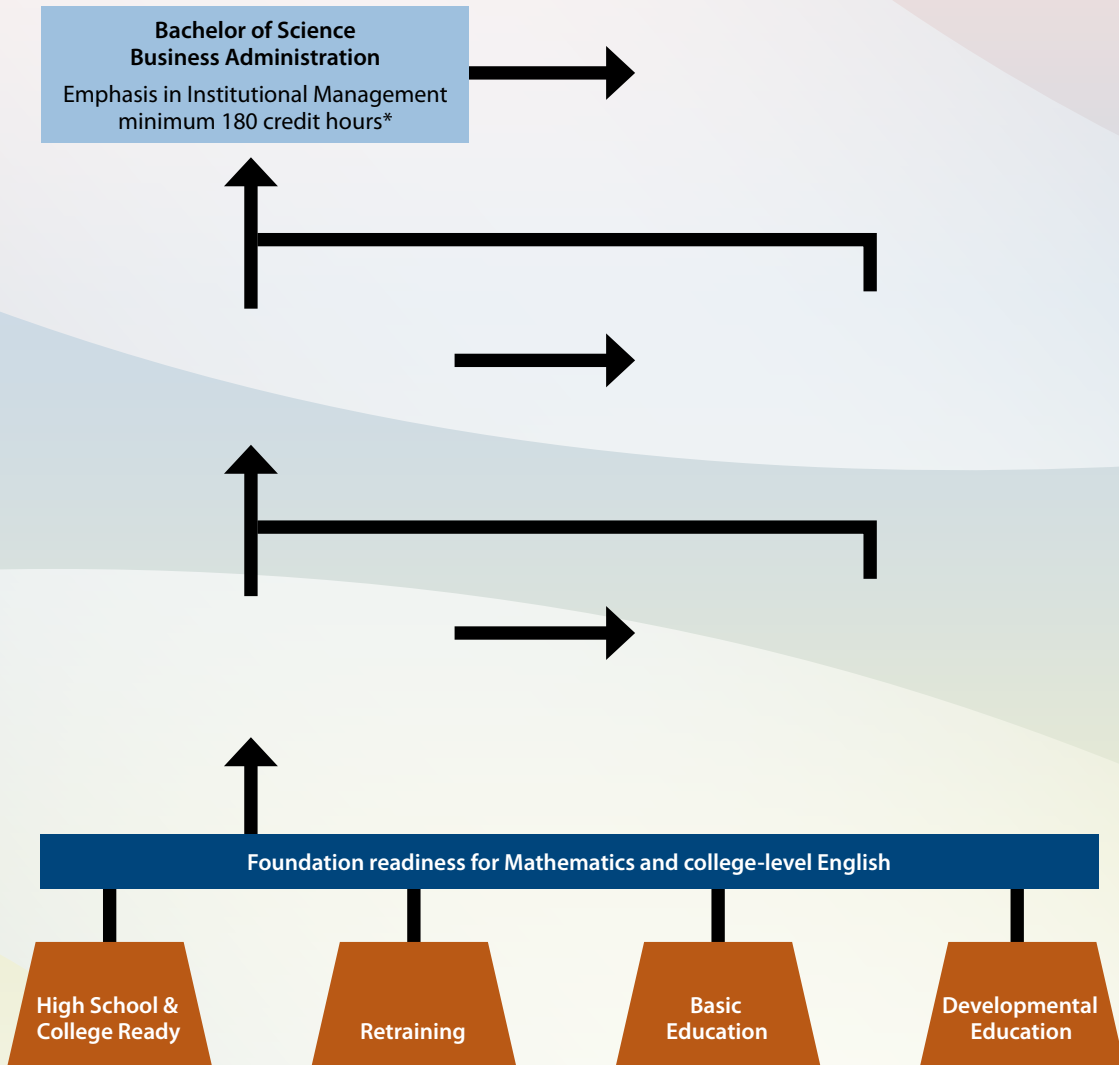 Bachelor of Science
Business Administration
Emphasis in Institutional Management
minimum 180 credit hours*
Foundation readiness for Mathematics and college-level English
High School &
College Ready
Retraining
Basic
Education
Developmental
Education